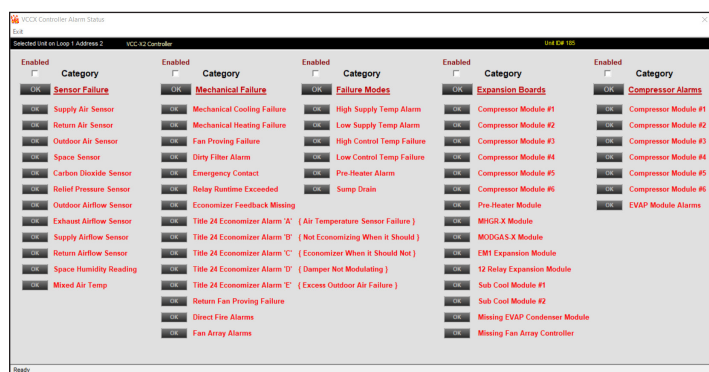 VCCX Controller Alarm Status
Exit
Selected Unit on Loop 1 Address 2 VCC-X2 Controller Unit ID# 185
Enabled Enabled Enabled Enabled Enabled
Category Category Category Category Category
OK Sensor Failure OK Mechanical Failure OK Failure Modes OK Expansion Boards OK Compressor Alarms
OK Supply Air Sensor OK Mechanical Cooling Failure OK High Supply Temp Alarm OK Compressor Module #1 OK Compressor Module #1
OK Return Air Sensor OK Mechanical Heating Failure OK Low Supply Temp Alarm OK Compressor Module #2 OK Compressor Module #2
OK Outdoor Air Sensor OK Fan Proving Failure OK High Control Temp Failure OK Compressor Module #3 OK Compressor Module #3
OK Space Sensor OK Dirty Filter Alarm OK Low Control Temp Failure OK Compressor Module #4 OK Compressor Module #4
OK Carbon Dioxide Sensor OK Emergency Contact OK Pre-Heater Alarm OK Compressor Module #5 OK Compressor Module #5
OK Relief Pressure Sensor OK Relay Runtime Exceeded OK Sump Drain OK Compressor Module #6 OK Compressor Module #6
OK Outdoor Airflow Sensor OK Economizer Feedback Missing OK Pre-Heater Module OK EVAP Module Alarms
OK Exhaust Airflow Sensor OK Title 24 Economizer Alarm 'A' ( Air Temperature Sensor Failure ) OK MHGR-X Module
OK Supply Airflow Sensor OK Title 24 Economizer Alarm 'B' ( Not Economizing When it Should ) OK MODGAS-X Module
OK Return Airflow Sensor OK Title 24 Economizer Alarm 'C' ( Economizer When it Should Not ) OK EM1 Expansion Module
OK Space Humidity Reading OK Title 24 Economizer Alarm 'D' ( Damper Not Modulating ) OK 12 Relay Expansion Module
OK Mixed Air Temp OK Title 24 Economizer Alarm 'E' ( Excess Outdoor Air Failure ) OK Sub Cool Module #1
OK Return Fan Proving Failure OK Sub Cool Module #2
OK Direct Fire Alarms OK Missing EVAP Condenser Module
OK Fan Array Alarms OK Missing Fan Array Controller
Ready